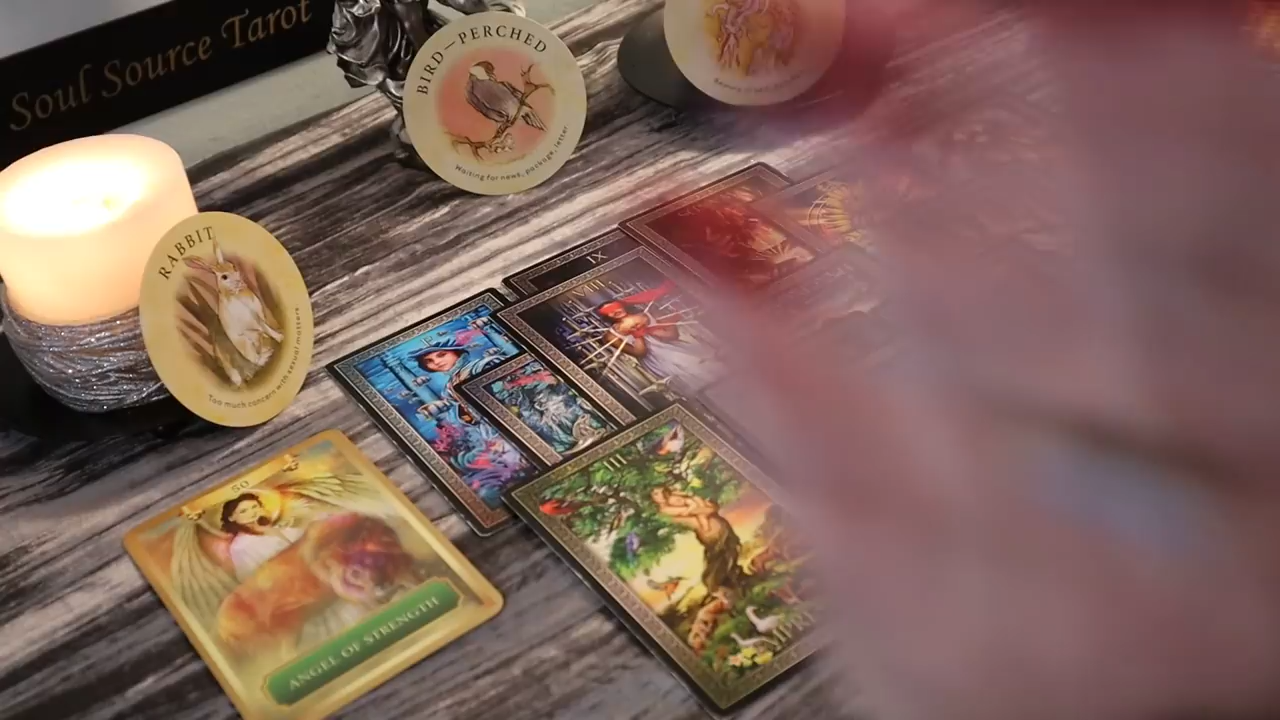 Soul Source Tarot
BIRD—PERCHED
Waiting for news, package, letter
RABBIT
Too much concern with sexual matters
IX
VIII
III
50
ANGEL OF STRENGTH